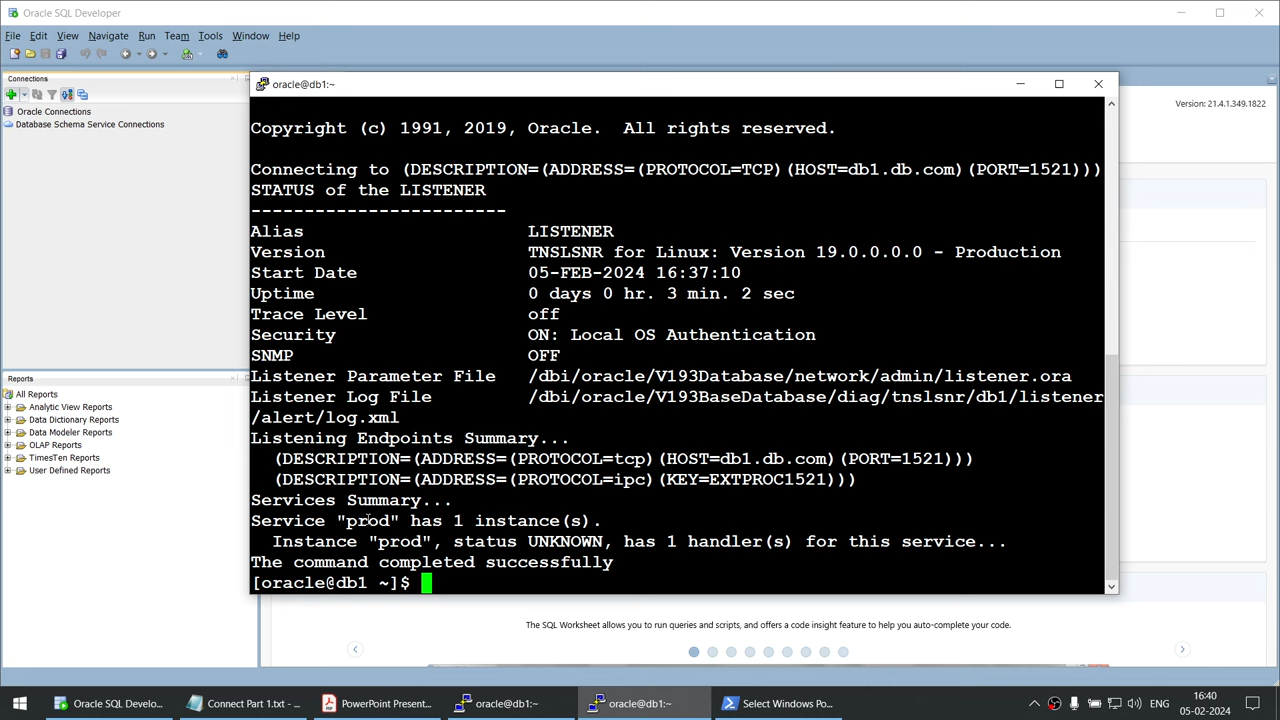 Oracle SQL Developer
File Edit View Navigate Run Team Tools Window Help
Connections
Oracle Connections
Database Schema Service Connections
Version: 21.4.1.349.1822
oracle@db1:~
Copyright (c) 1991, 2019, Oracle.  All rights reserved.
Connecting to (DESCRIPTION=(ADDRESS=(PROTOCOL=TCP)(HOST=db1.db.com)(PORT=1521)))
STATUS of the LISTENER
------------------------
Alias                     LISTENER
Version                   TNSLSNR for Linux: Version 19.0.0.0.0 - Production
Start Date                05-FEB-2024 16:37:10
Uptime                    0 days 0 hr. 3 min. 2 sec
Trace Level               off
Security                  ON: Local OS Authentication
SNMP                      OFF
Listener Parameter File   /dbi/oracle/V193Database/network/admin/listener.ora
Listener Log File         /dbi/oracle/V193BaseDatabase/diag/tnslsnr/db1/listener
/alert/log.xml
Listening Endpoints Summary...
  (DESCRIPTION=(ADDRESS=(PROTOCOL=tcp)(HOST=db1.db.com)(PORT=1521)))
  (DESCRIPTION=(ADDRESS=(PROTOCOL=ipc)(KEY=EXTPROC1521)))
Services Summary...
Service "prod" has 1 instance(s).
  Instance "prod", status UNKNOWN, has 1 handler(s) for this service...
The command completed successfully
[oracle@db1 ~]$
Reports
All Reports
Analytic View Reports
Data Dictionary Reports
Data Modeler Reports
OLAP Reports
TimesTen Reports
User Defined Reports
The SQL Worksheet allows you to run queries and scripts, and offers a code insight feature to help you auto-complete your code.
Oracle SQL Develo...
Connect Part 1.txt - ...
PowerPoint Present...
oracle@db1:~
oracle@db1:~
Select Windows Po...
ENG
16:40
05-02-2024